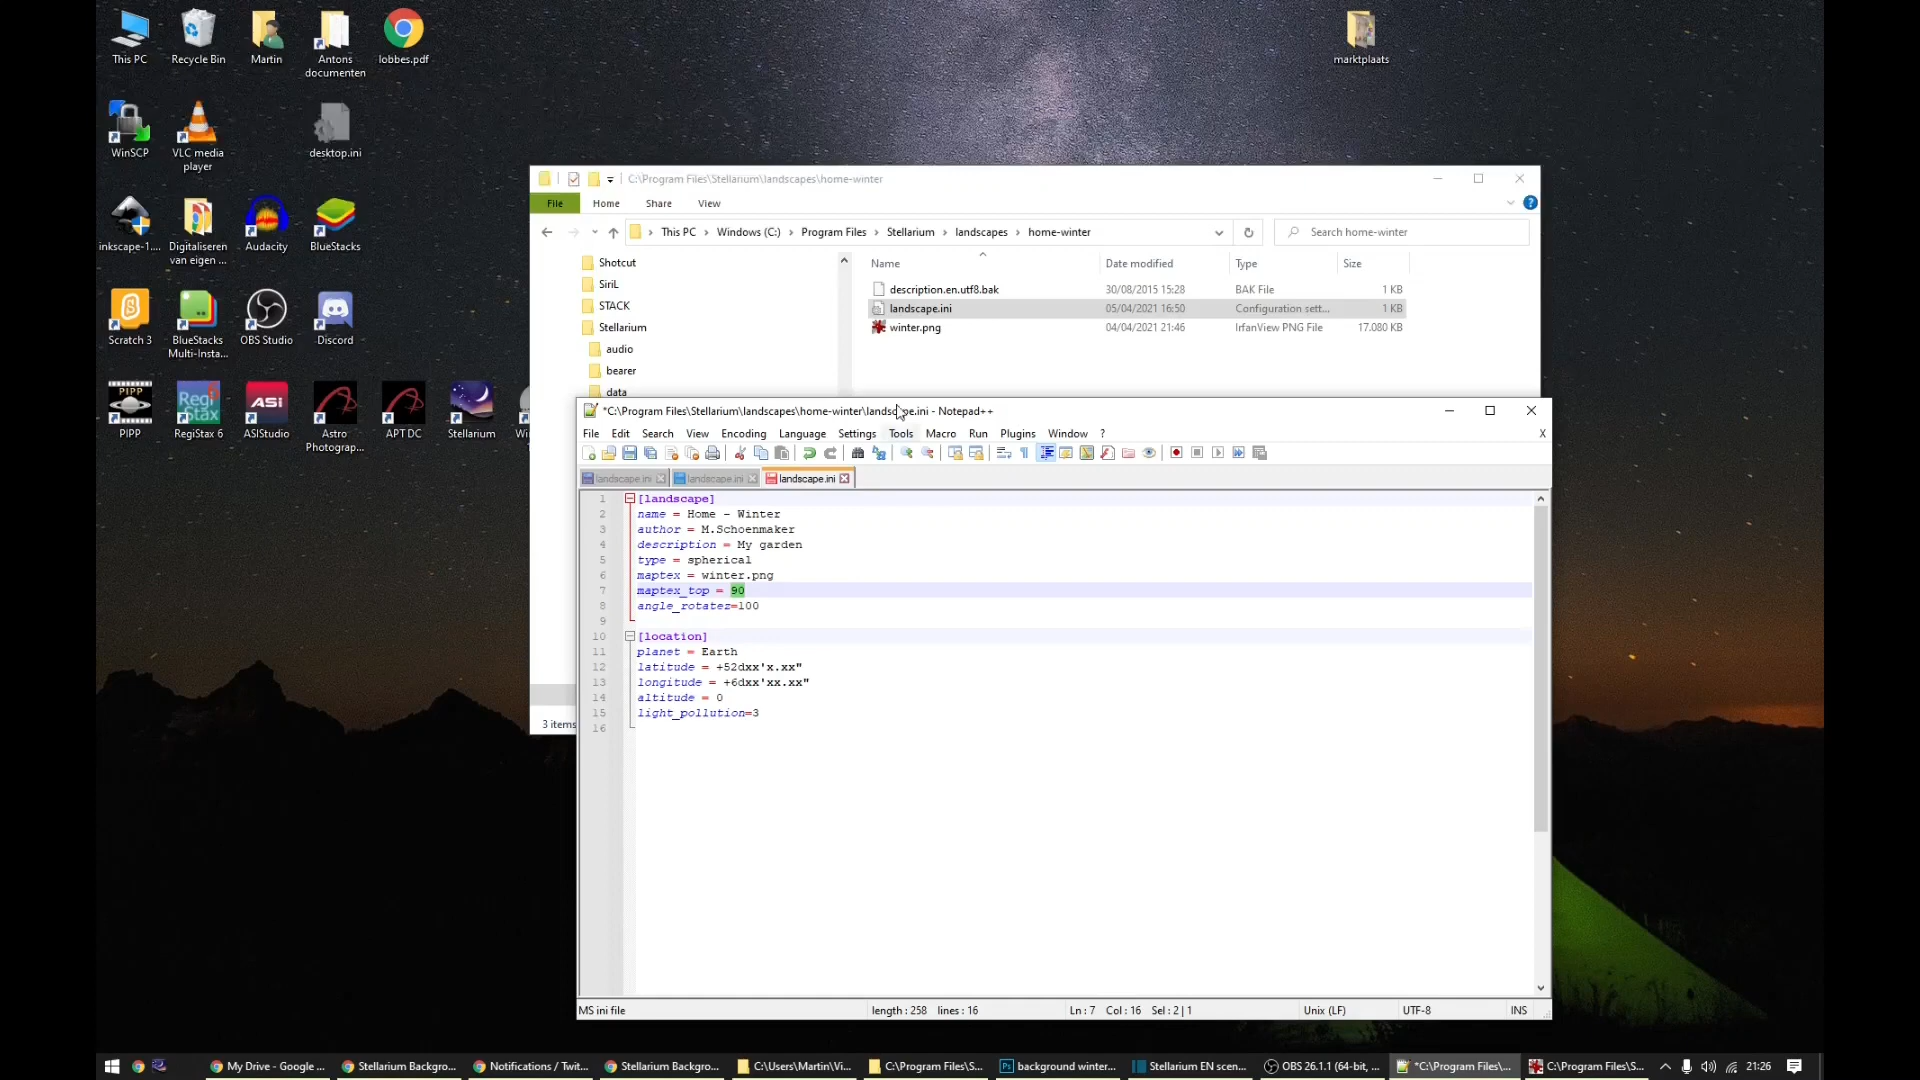 This PC
Recycle Bin
Martin
Antons
documenten
lobbes.pdf
marktplaats
WinSCP
VLC media
player
desktop.ini
inkscape-1....
Digitaliseren
van eigen ...
Audacity
BlueStacks
Scratch 3
BlueStacks
Multi-Insta...
OBS Studio
Discord
PIPP
PIPP
Regi
Stax
RegiStax 6
ASI
ASIStudio
Astro
Photograp...
APT DC
Stellarium
C:\Program Files\Stellarium\landscapes\home-winter
File
Home
Share
View
This PC > Windows (C:) > Program Files > Stellarium > landscapes > home-winter
Search home-winter
Shotcut
SiriL
STACK
Stellarium
audio
bearer
data
Name
Date modified
Type
Size
description.en.utf8.bak
30/08/2015 15:28
BAK File
1 KB
landscape.ini
05/04/2021 16:50
Configuration sett...
1 KB
winter.png
04/04/2021 21:46
IrfanView PNG File
17.080 KB
3 items
*C:\Program Files\Stellarium\landscapes\home-winter\landscape.ini - Notepad++
File Edit Search View Encoding Language Settings Tools Macro Run Plugins Window ?
X
landscape.ini
landscape.ini
landscape.ini
1 [landscape]
2 name = Home - Winter
3 author = M.Schoenmaker
4 description = My garden
5 type = spherical
6 maptex = winter.png
7 maptex_top = 90
8 angle_rotatez=100
9
10 [location]
11 planet = Earth
12 latitude = +52dxx'x.xx"
13 longitude = +6dxx'xx.xx"
14 altitude = 0
15 light_pollution=3
16
MS ini file
length : 258 lines : 16
Ln : 7 Col : 16 Sel : 2 | 1
Unix (LF)
UTF-8
INS
My Drive - Google ...
Stellarium Backgro...
Notifications / Twit...
Stellarium Backgro...
C:\Users\Martin\Vi...
C:\Program Files\S...
background winter...
Stellarium EN scen...
OBS 26.1.1 (64-bit, ...
*C:\Program Files\...
C:\Program Files\S...
21:26